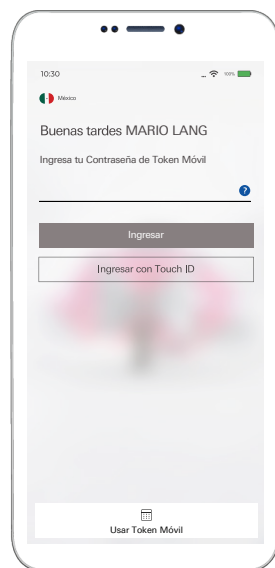 10:30
100%
México
Buenas tardes MARIO LANG
Ingresa tu Contraseña de Token Móvil
?
Ingresar
Ingresar con Touch ID
Usar Token Móvil